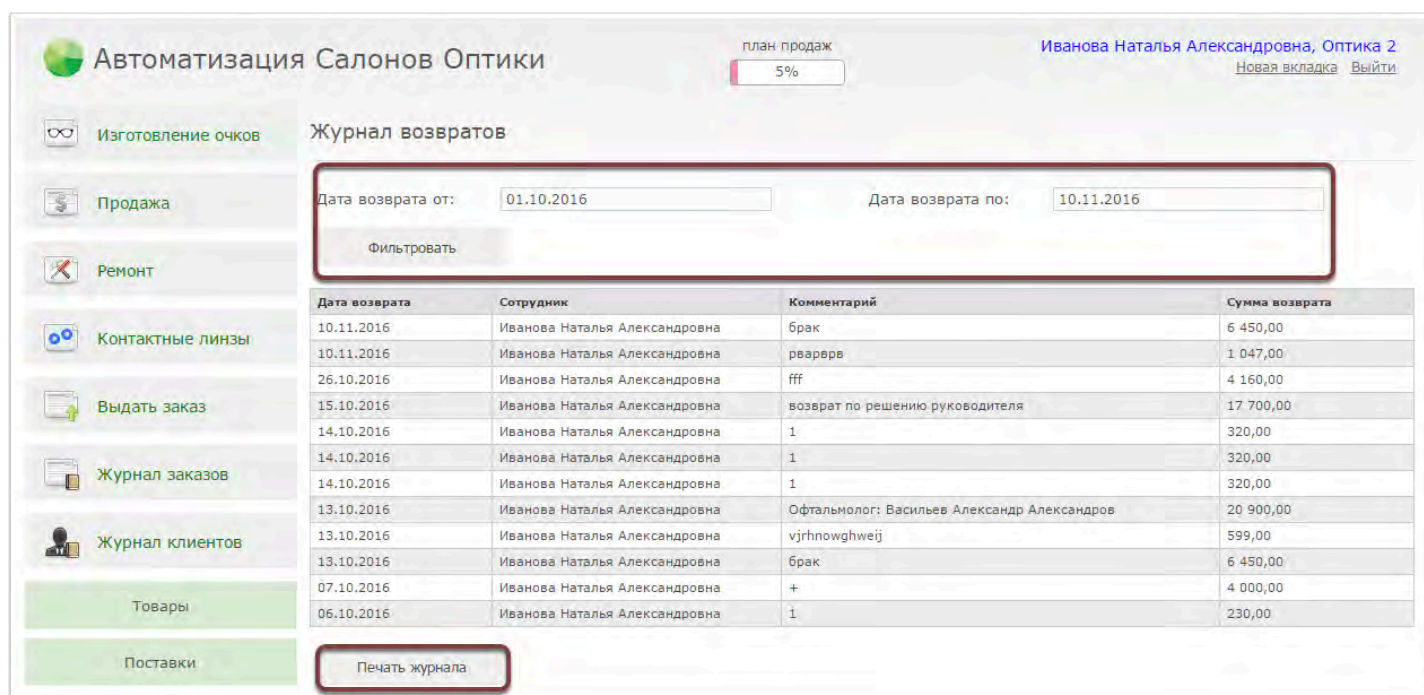 Автоматизация Салонов Оптики
план продаж
5%
Иванова Наталья Александровна, Оптика 2
Новая вкладка Выйти
Изготовление очков
Продажа
Ремонт
Контактные линзы
Выдать заказ
Журнал заказов
Журнал клиентов
Товары
Поставки
Журнал возвратов
Дата возврата от: 01.10.2016 Дата возврата по: 10.11.2016
Фильтровать
Дата возврата Сотрудник Комментарий Сумма возврата
10.11.2016 Иванова Наталья Александровна брак 6 450,00
10.11.2016 Иванова Наталья Александровна рварврв 1 047,00
26.10.2016 Иванова Наталья Александровна fff 4 160,00
15.10.2016 Иванова Наталья Александровна возврат по решению руководителя 17 700,00
14.10.2016 Иванова Наталья Александровна 1 320,00
14.10.2016 Иванова Наталья Александровна 1 320,00
14.10.2016 Иванова Наталья Александровна 1 320,00
13.10.2016 Иванова Наталья Александровна Офтальмолог: Васильев Александр Александров 20 900,00
13.10.2016 Иванова Наталья Александровна vjrhnowghweij 599,00
13.10.2016 Иванова Наталья Александровна брак 6 450,00
07.10.2016 Иванова Наталья Александровна + 4 000,00
06.10.2016 Иванова Наталья Александровна 1 230,00
Печать журнала